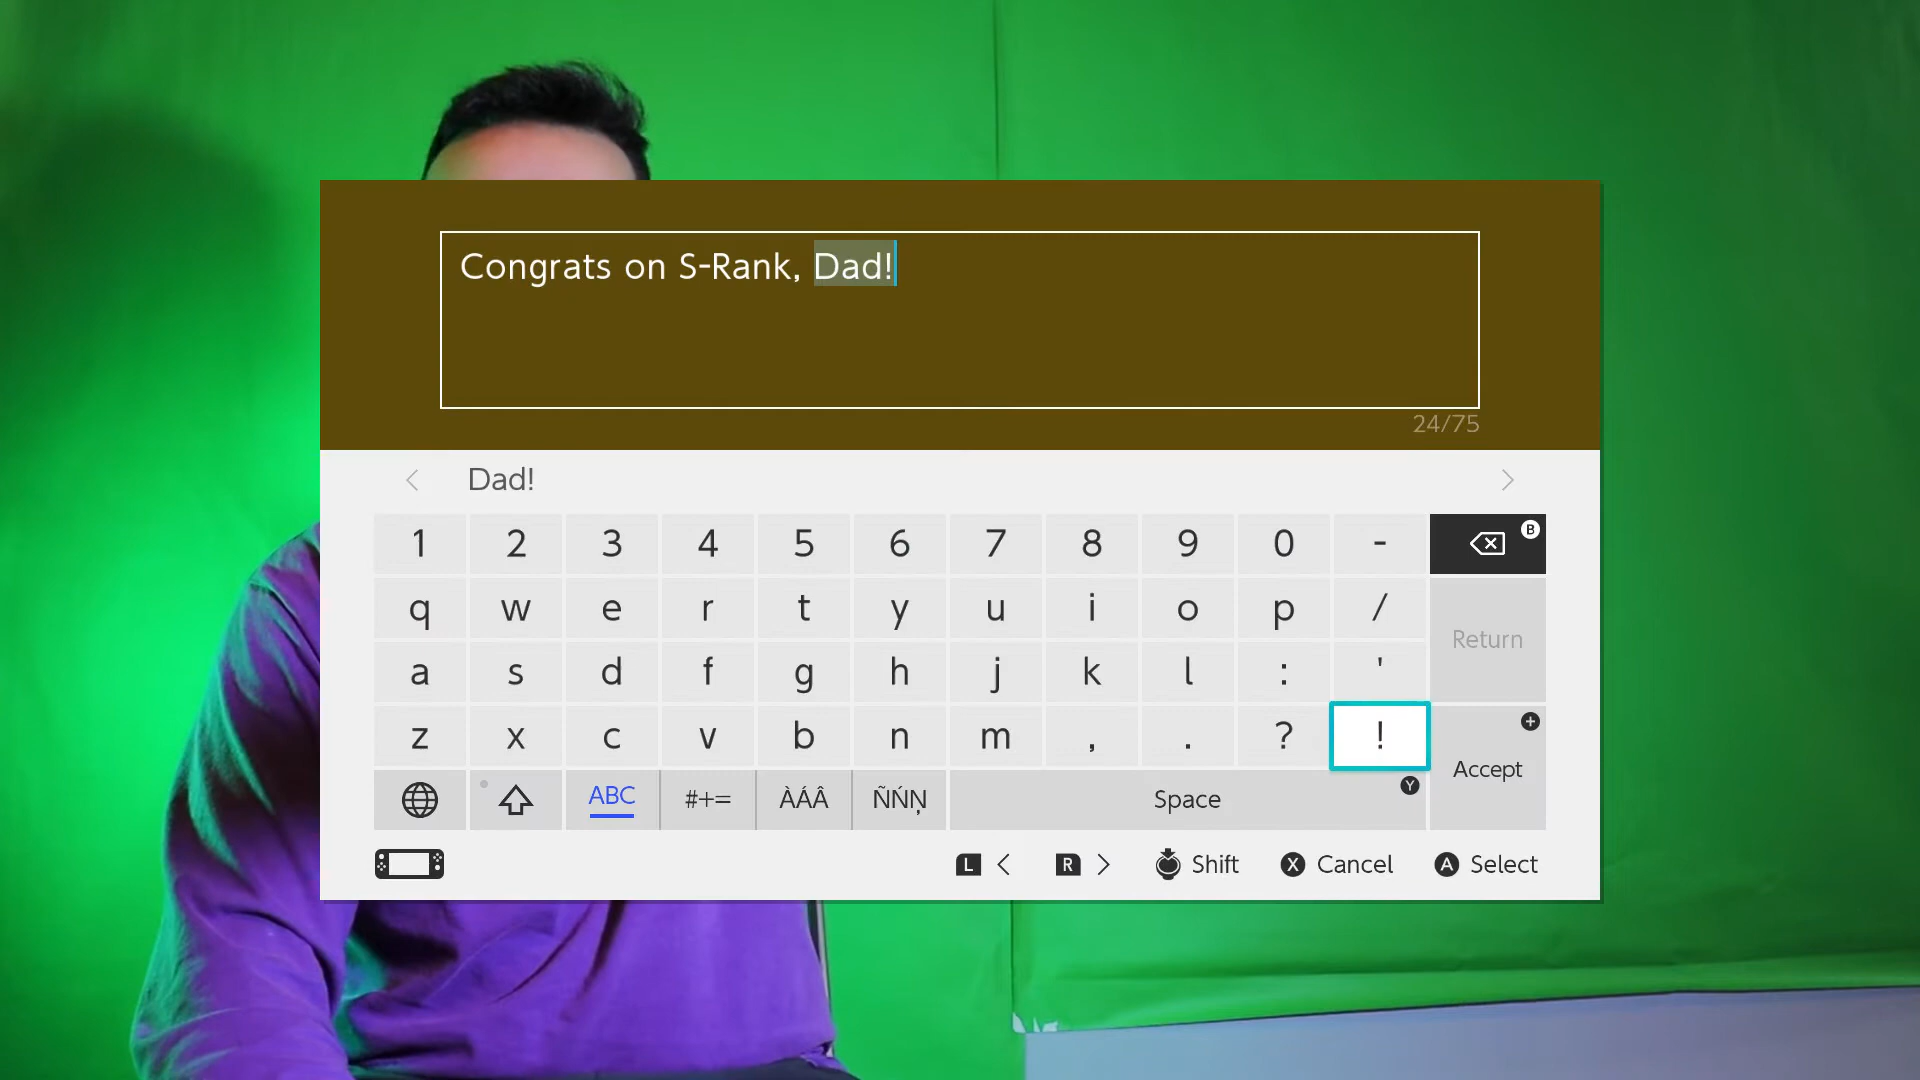 Congrats on S-Rank, Dad!
24/75
Dad!
1 2 3 4 5 6 7 8 9 0 - B
q w e r t y u i o p / Return
a s d f g h j k l : '
z x c v b n m , . ? ! +
Accept
ABC #+= ÀÁÂ ÑŃŅ Space Y
L < R > Shift X Cancel A Select